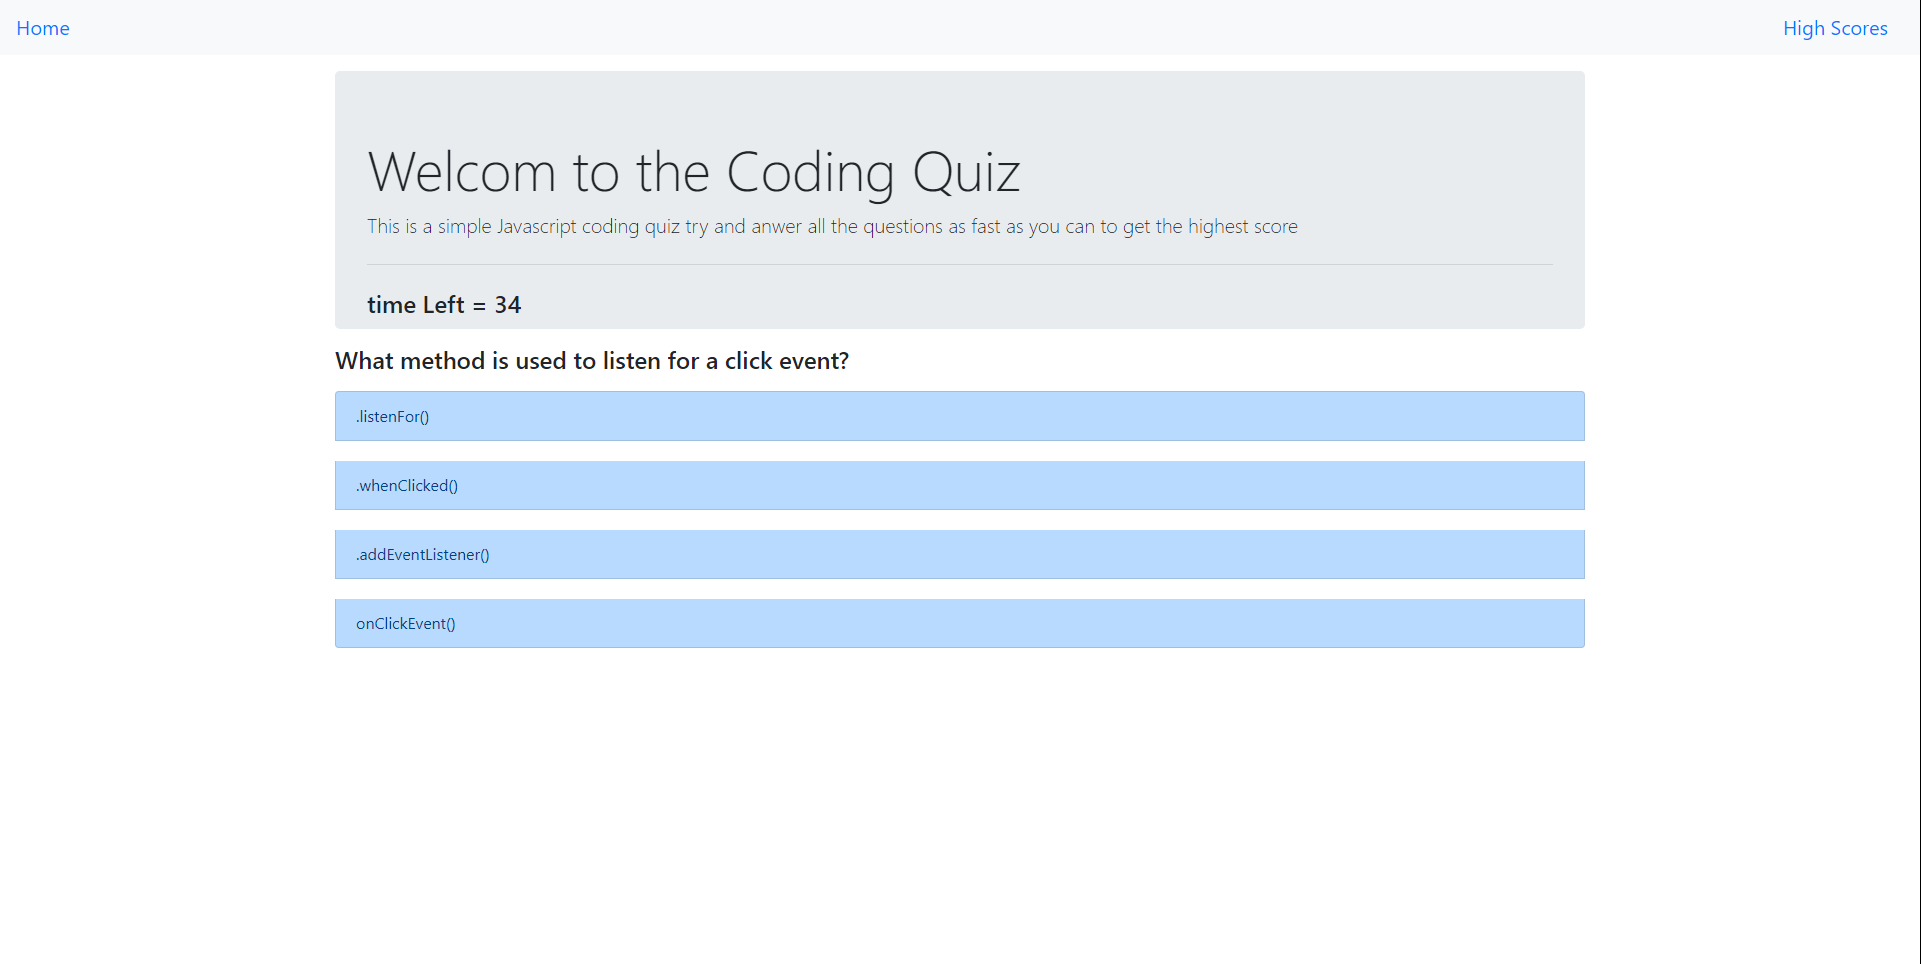 Home
High Scores
Welcom to the Coding Quiz
This is a simple Javascript coding quiz try and anwer all the questions as fast as you can to get the highest score
time Left = 34
What method is used to listen for a click event?
.listenFor()
.whenClicked()
.addEventListener()
onClickEvent()